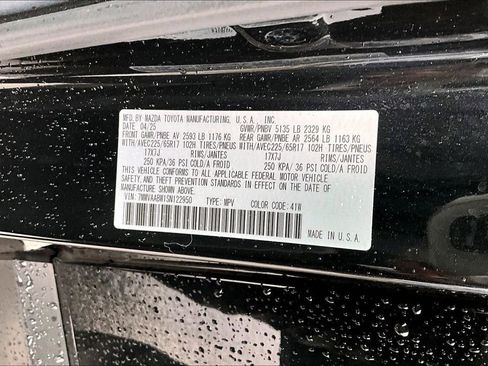 MFD.BY MAZDA TOYOTA MANUFACTURING, U.S.A., INC.
DATE: 04/25 GVWR/PNBV 5135 LB 2329 KG
FRONT GAWR/PNBE AV 2593 LB 1176 KG REAR GAWR/PNBE AR 2564 LB 1163 KG
WITH/AVEC225/65R17 102H TIRES/PNEUS WITH/AVEC225/65R17 102H TIRES/PNEUS
17X7J RIMS/JANTES 17X7J RIMS/JANTES
250 KPA/36 PSI COLD/A FROID 250 KPA/36 PSI COLD/A FROID
THIS VEHICLE CONFORMS TO ALL APPLICABLE FEDERAL MOTOR VEHICLE
SAFETY, AND THEFT PREVENTION STANDARDS IN EFFECT ON THE DATE OF
MANUFACTURE SHOWN ABOVE.
VIN: 7MMVAABW1SN122950 TYPE: MPV COLOR CODE: 41W
MADE IN U.S.A.